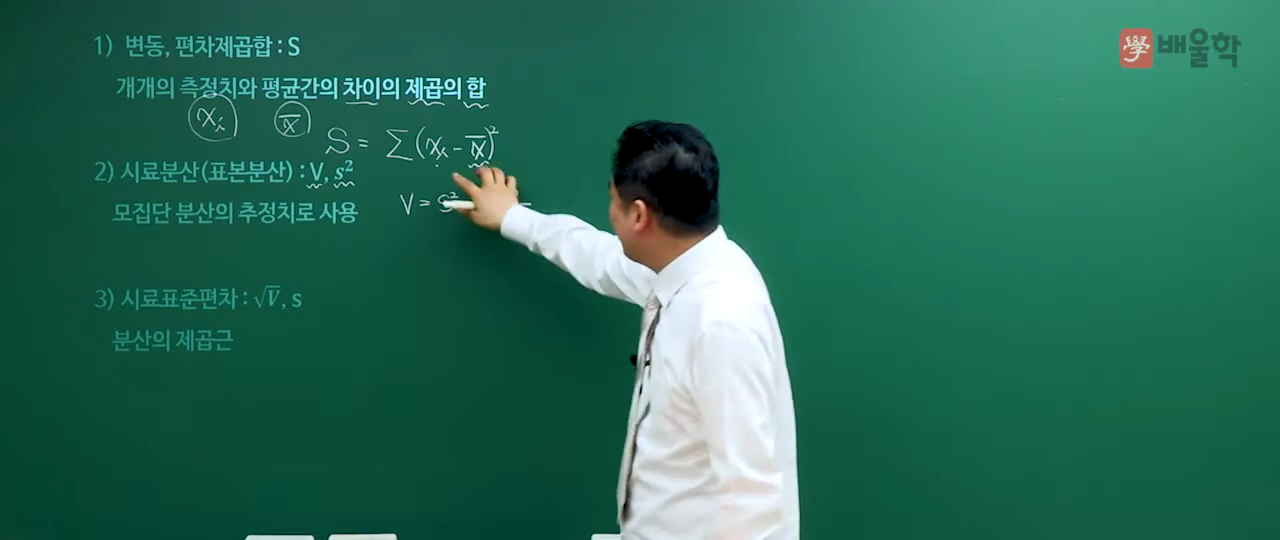 學 배울학
1) 변동, 편차제곱합 : S
개개의 측정치와 평균간의 차이의 제곱의 합
xᵢ x̄
S = Σ(xᵢ - x̄)²
2) 시료분산(표본분산) : V, s²
모집단 분산의 추정치로 사용
V = S²
3) 시료표준편차 : √V, s
분산의 제곱근